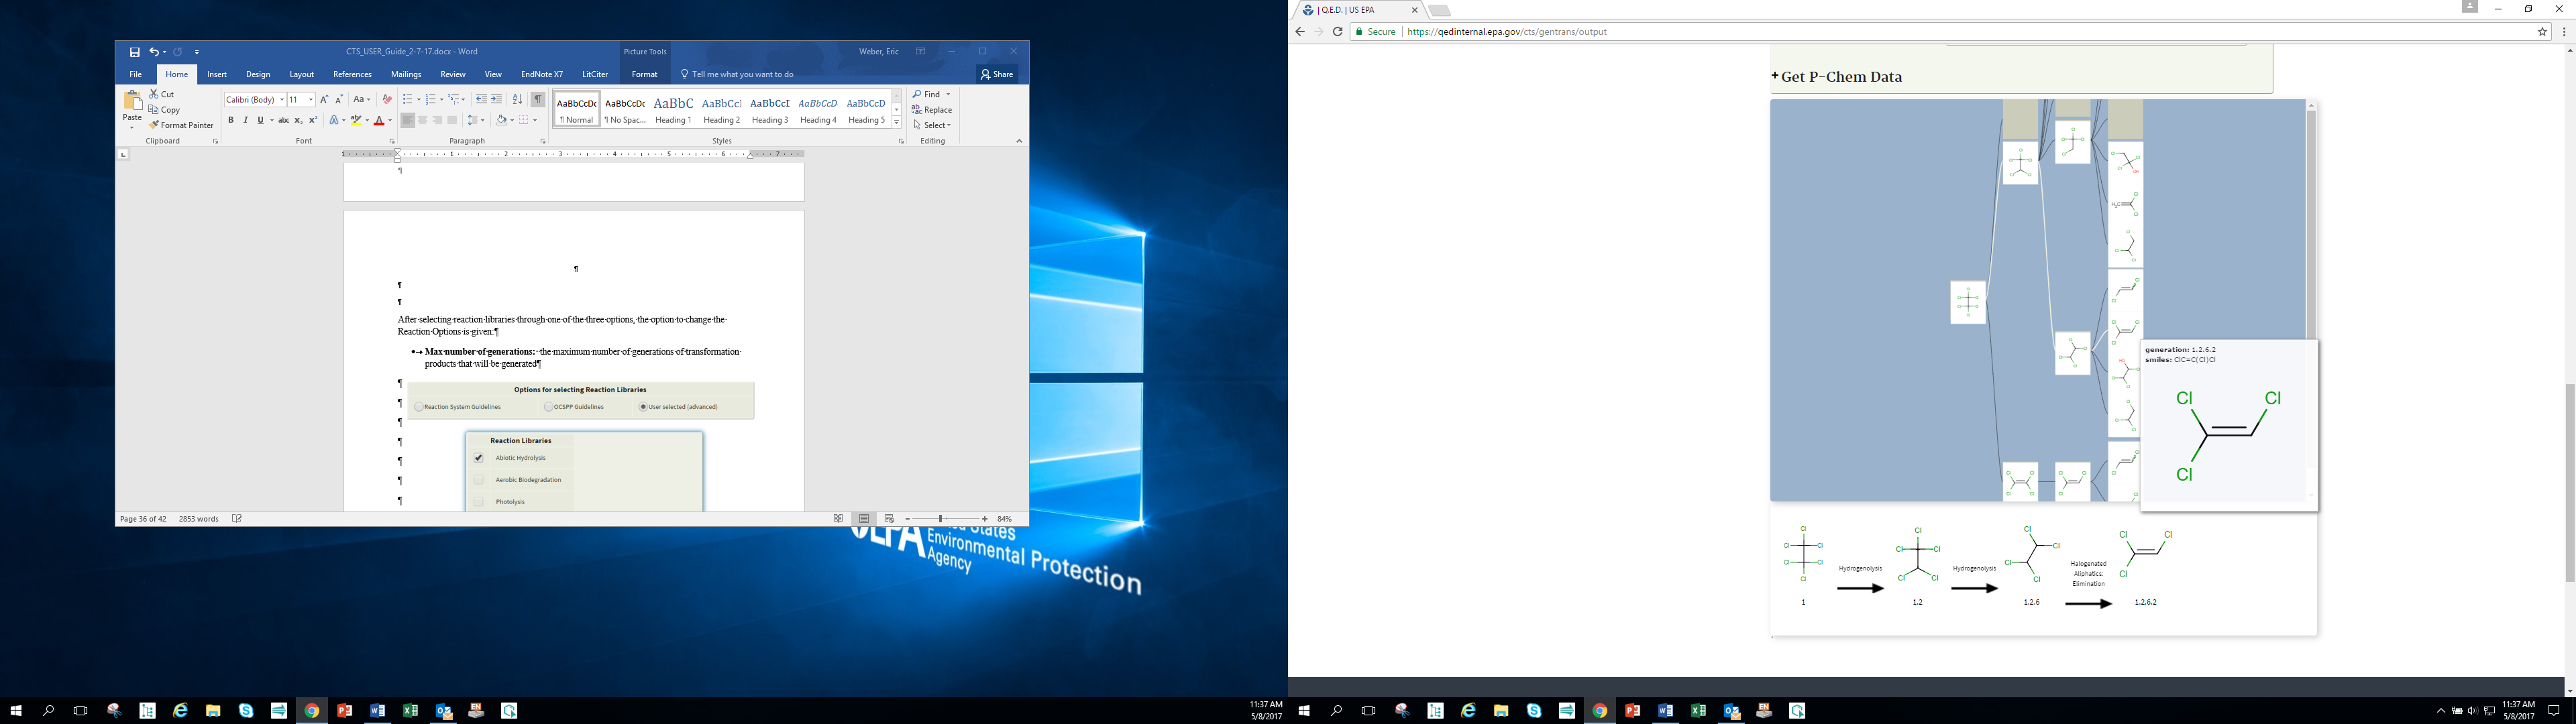 CTS_USER_Guide_2-7-17.docx - Word
Picture Tools
Weber, Eric
File Home Insert Design Layout References Mailings Review View EndNote X7 LitCiter Format Tell me what you want to do Share
Paste
Cut
Copy
Format Painter
Clipboard
Calibri (Body) 11
Font
Paragraph
AaBbCcDc AaBbCcDc AaBbC AaBbCcl AaBbCcI AaBbCcD AaBbCcD
¶ Normal ¶ No Spac... Heading 1 Heading 2 Heading 3 Heading 4 Heading 5
Styles
Find
Replace
Select
Editing
After selecting reaction libraries through one of the three options, the option to change the
Reaction Options is given:¶
Max number of generations: the maximum number of generations of transformation
products that will be generated¶
Options for selecting Reaction Libraries
Reaction System Guidelines OCSPP Guidelines User selected (advanced)
Reaction Libraries
Abiotic Hydrolysis
Aerobic Biodegradation
Photolysis
Page 36 of 42 2853 words
84%
Environmental Protection
Agency
11:37 AM
5/8/2017
| Q.E.D. | US EPA
Secure https://qedinternal.epa.gov/cts/gentrans/output
+ Get P-Chem Data
generation: 1.2.6.2
smiles: ClC=C(Cl)Cl
Cl Cl
Cl
Hydrogenolysis
Hydrogenolysis
Halogenated
Aliphatics:
Elimination
1 1.2 1.2.6 1.2.6.2
11:37 AM
5/8/2017